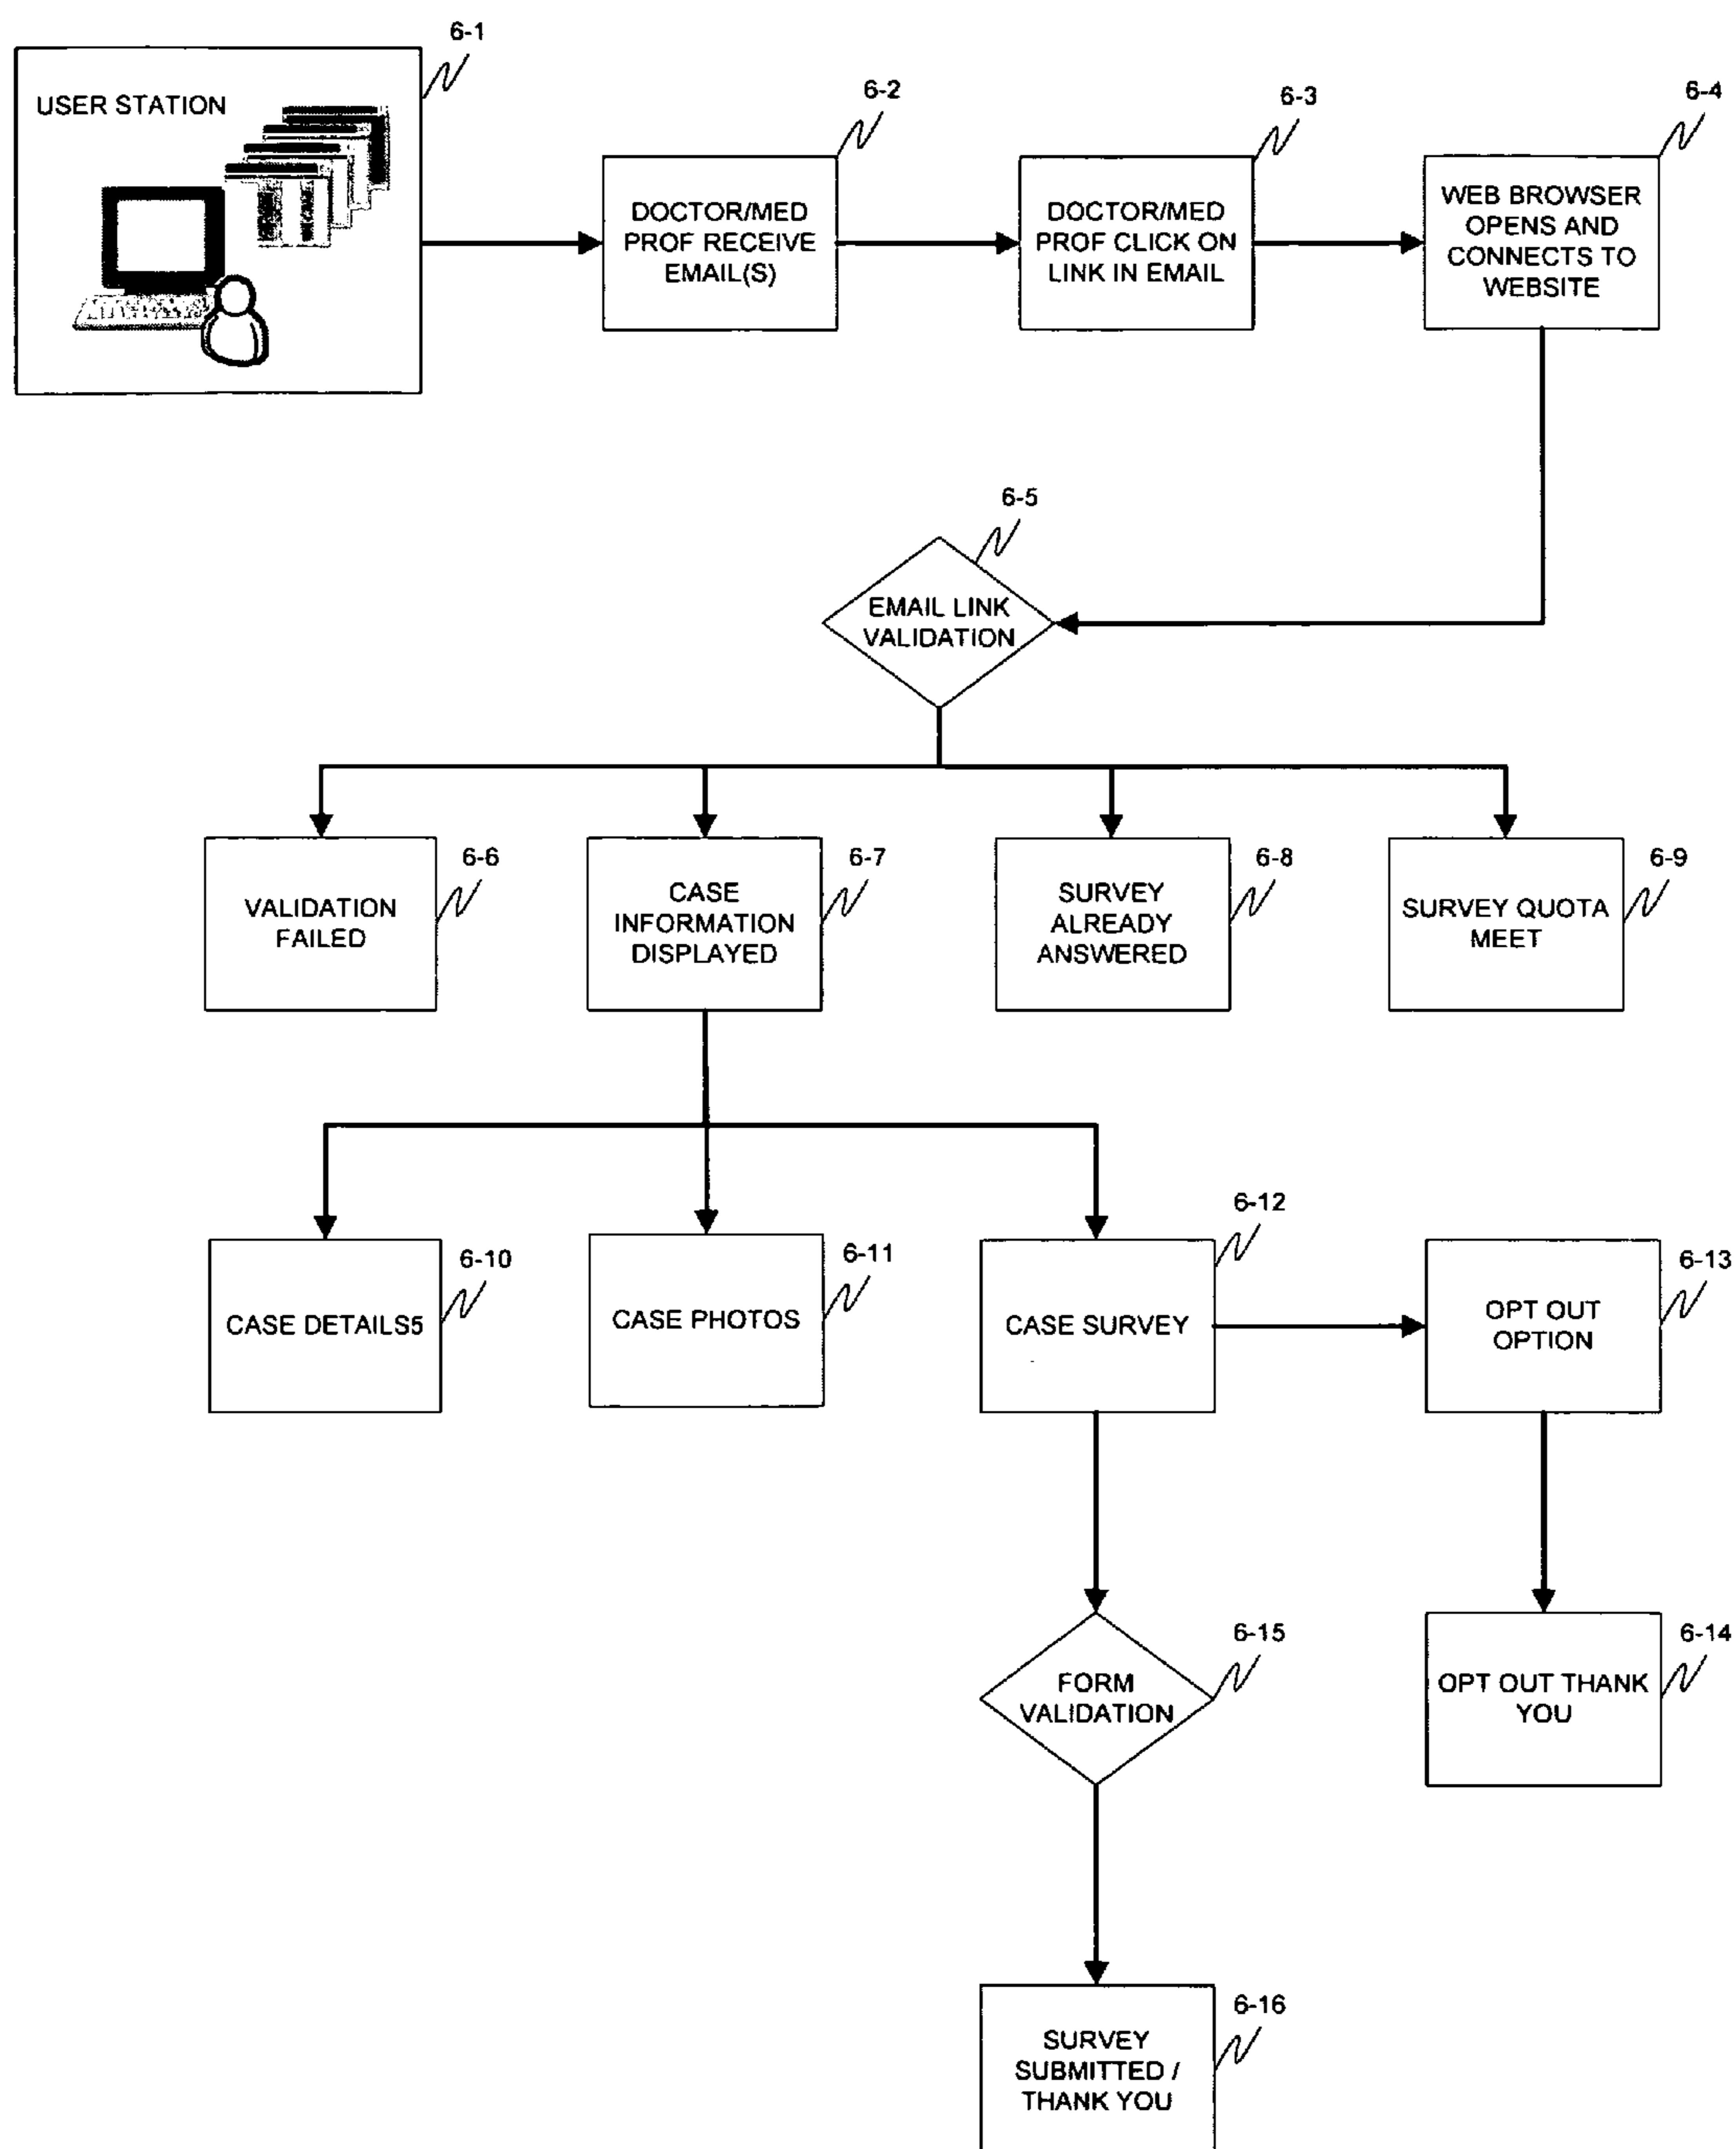 6-1
USER STATION
6-2
DOCTOR/MED
PROF RECEIVE
EMAIL(S)
6-3
DOCTOR/MED
PROF CLICK ON
LINK IN EMAIL
6-4
WEB BROWSER
OPENS AND
CONNECTS TO
WEBSITE
6-5
EMAIL LINK
VALIDATION
6-6
VALIDATION
FAILED
6-7
CASE
INFORMATION
DISPLAYED
6-8
SURVEY
ALREADY
ANSWERED
6-9
SURVEY QUOTA
MEET
6-10
CASE DETAILS5
6-11
CASE PHOTOS
6-12
CASE SURVEY
6-13
OPT OUT
OPTION
6-14
OPT OUT THANK
YOU
6-15
FORM
VALIDATION
6-16
SURVEY
SUBMITTED /
THANK YOU